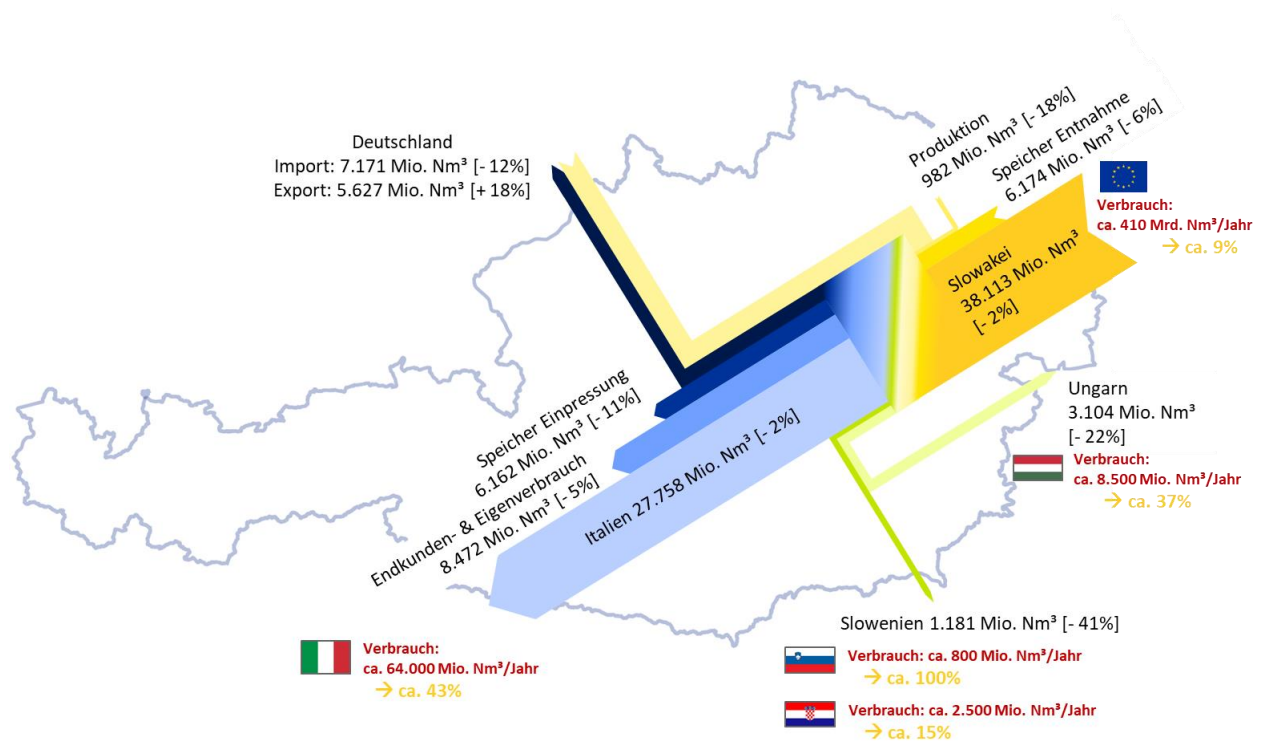 Deutschland
Import: 7.171 Mio. Nm³ [- 12%]
Export: 5.627 Mio. Nm³ [+ 18%]
Produktion
982 Mio. Nm³ [- 18%]
Speicher Entnahme
6.174 Mio. Nm³ [- 6%]
Verbrauch:
ca. 410 Mrd. Nm³/Jahr
→ ca. 9%
Slowakei
38.113 Mio. Nm³
[- 2%]
Ungarn
3.104 Mio. Nm³
[- 22%]
Verbrauch:
ca. 8.500 Mio. Nm³/Jahr
→ ca. 37%
Speicher Einpressung
6.162 Mio. Nm³ [- 11%]
Endkunden- & Eigenverbrauch
8.472 Mio. Nm³ [- 5%]
Italien 27.758 Mio. Nm³ [- 2%]
Slowenien 1.181 Mio. Nm³ [- 41%]
Verbrauch:
ca. 64.000 Mio. Nm³/Jahr
→ ca. 43%
Verbrauch: ca. 800 Mio. Nm³/Jahr
→ ca. 100%
Verbrauch: ca. 2.500 Mio. Nm³/Jahr
→ ca. 15%